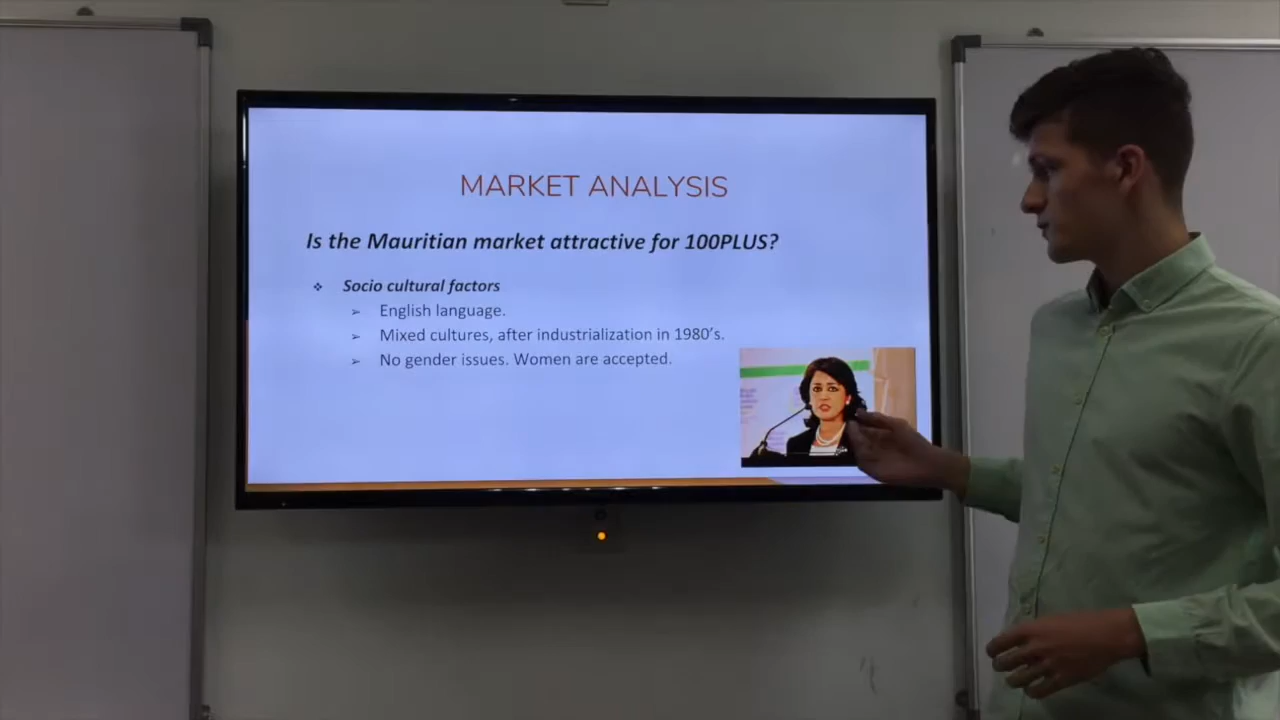 MARKET ANALYSIS
Is the Mauritian market attractive for 100PLUS?
Socio cultural factors
English language.
Mixed cultures, after industrialization in 1980’s.
No gender issues. Women are accepted.